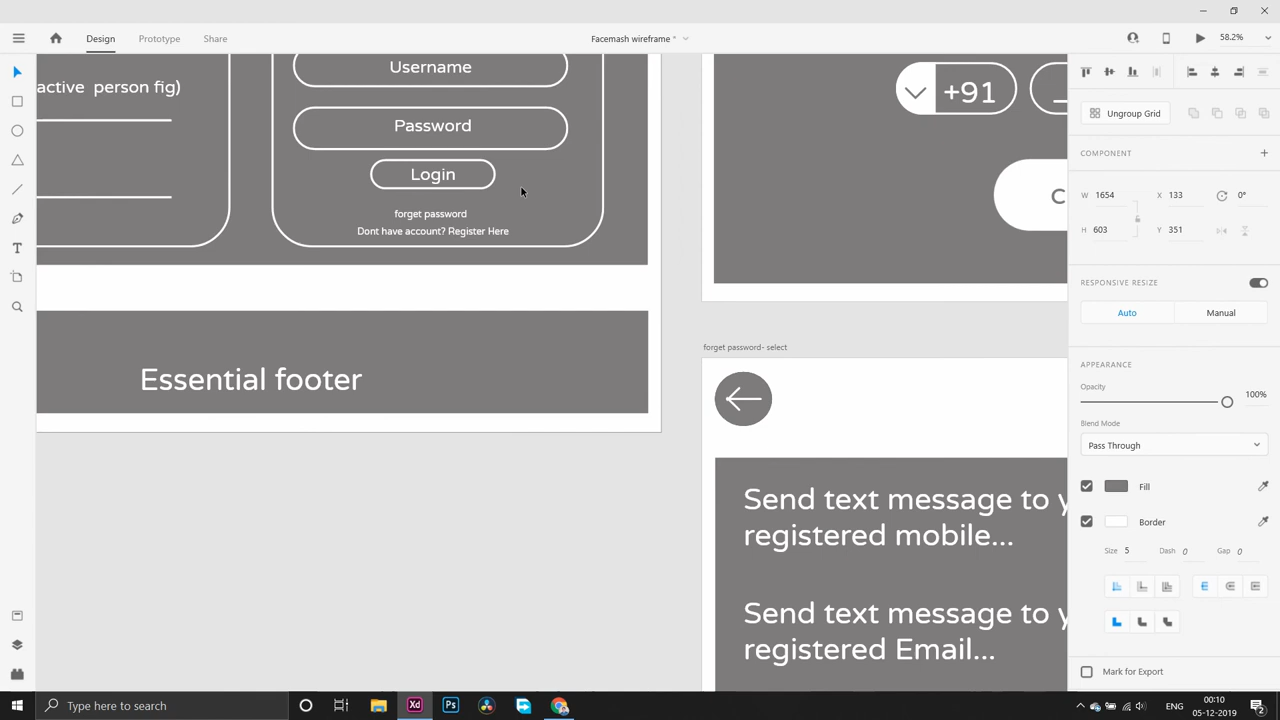 Design
Prototype
Share
Facemash wireframe *
58.2%
active person fig)
Username
Password
Login
forget password
Dont have account? Register Here
Essential footer
+91
C
forget password- select
Send text message to y
registered mobile...
Send text message to y
registered Email...
Ungroup Grid
COMPONENT
W 1654
X 133
0°
H 603
Y 351
RESPONSIVE RESIZE
Auto
Manual
APPEARANCE
Opacity
100%
Blend Mode
Pass Through
Fill
Border
Size 5
Dash 0
Gap 0
Mark for Export
Type here to search
Xd
Ps
ENG
00:10
05-12-2019
2